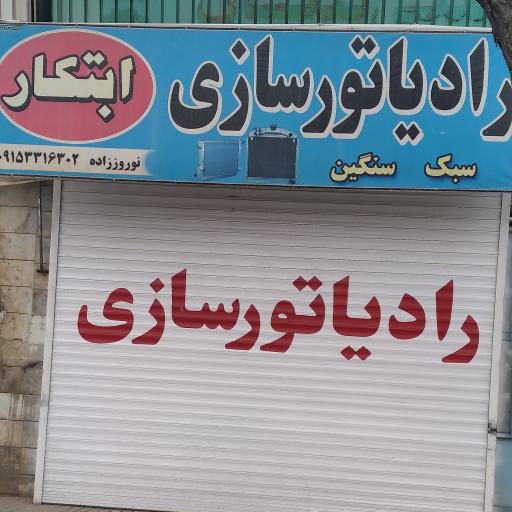 رادیاتورسازی ابتکار
سبک سنگین
نوروززاده ۰۹۱۵۳۳۱۶۳۰۲
رادیاتورسازی